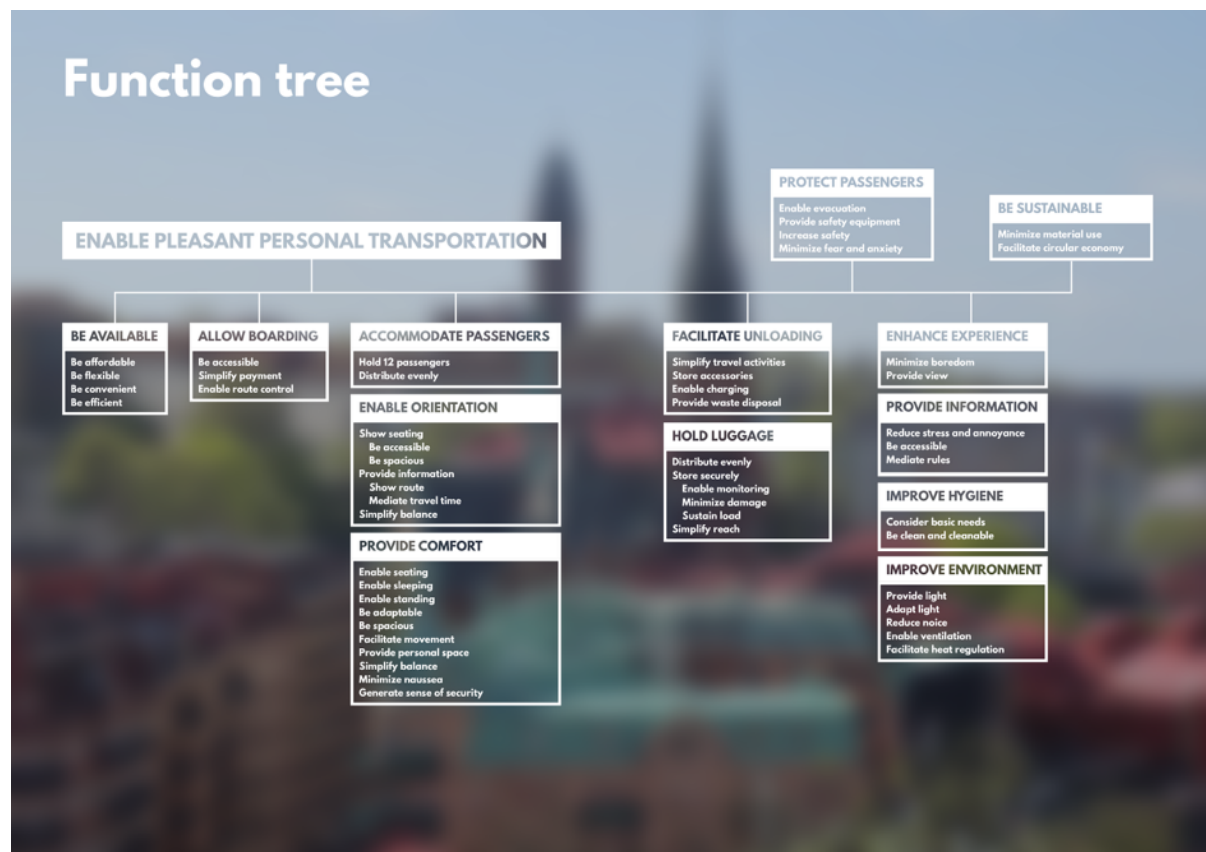 Function tree
ENABLE PLEASANT PERSONAL TRANSPORTATION
PROTECT PASSENGERS
Enable evacuation
Provide safety equipment
Increase safety
Minimize fear and anxiety
BE SUSTAINABLE
Minimize material use
Facilitate circular economy
BE AVAILABLE
Be affordable
Be flexible
Be convenient
Be efficient
ALLOW BOARDING
Be accessible
Simplify payment
Enable route control
ACCOMMODATE PASSENGERS
Hold 12 passengers
Distribute evenly
ENABLE ORIENTATION
Show seating
Be accessible
Be spacious
Provide information
Show route
Mediate travel time
Simplify balance
PROVIDE COMFORT
Enable seating
Enable sleeping
Enable standing
Be adaptable
Be spacious
Facilitate movement
Provide personal space
Simplify balance
Minimize naussea
Generate sense of security
FACILITATE UNLOADING
Simplify travel activities
Store accessories
Enable charging
Provide waste disposal
HOLD LUGGAGE
Distribute evenly
Store securely
Enable monitoring
Minimize damage
Sustain load
Simplify reach
ENHANCE EXPERIENCE
Minimize boredom
Provide view
PROVIDE INFORMATION
Reduce stress and annoyance
Be accessible
Mediate rules
IMPROVE HYGIENE
Consider basic needs
Be clean and cleanable
IMPROVE ENVIRONMENT
Provide light
Adapt light
Reduce noice
Enable ventilation
Facilitate heat regulation